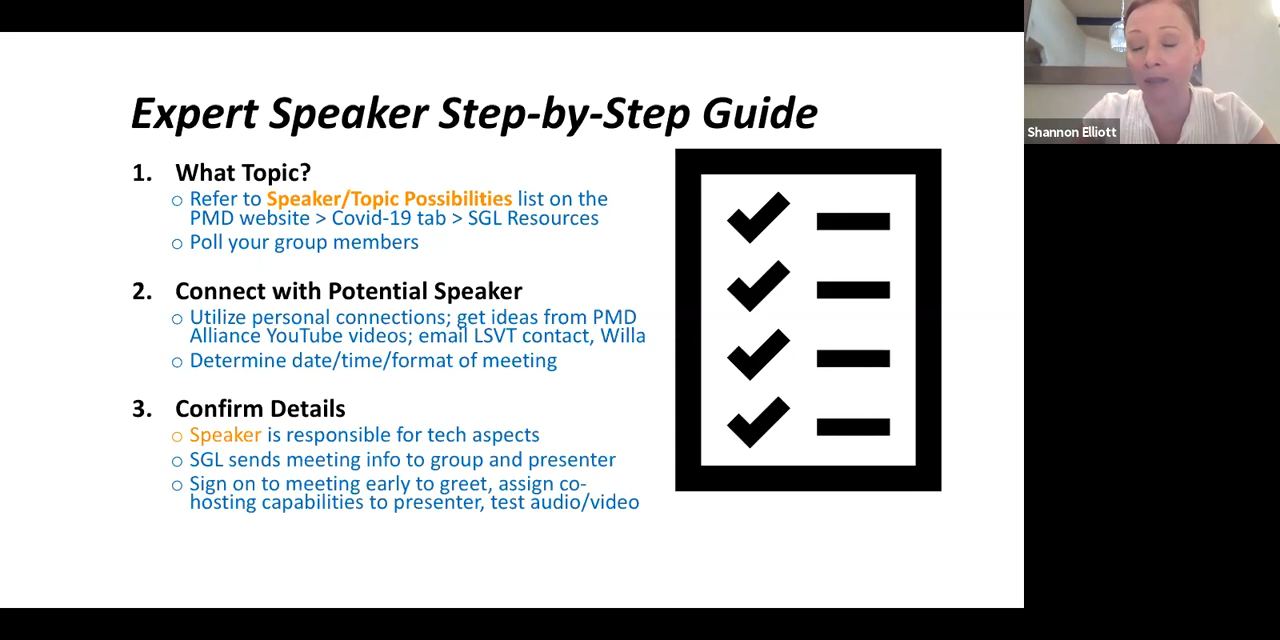 Expert Speaker Step-by-Step Guide
1. What Topic?
○ Refer to Speaker/Topic Possibilities list on the
PMD website > Covid-19 tab > SGL Resources
○ Poll your group members
2. Connect with Potential Speaker
○ Utilize personal connections; get ideas from PMD
Alliance YouTube videos; email LSVT contact, Willa
○ Determine date/time/format of meeting
3. Confirm Details
○ Speaker is responsible for tech aspects
○ SGL sends meeting info to group and presenter
○ Sign on to meeting early to greet, assign co-
hosting capabilities to presenter, test audio/video
Shannon Elliott